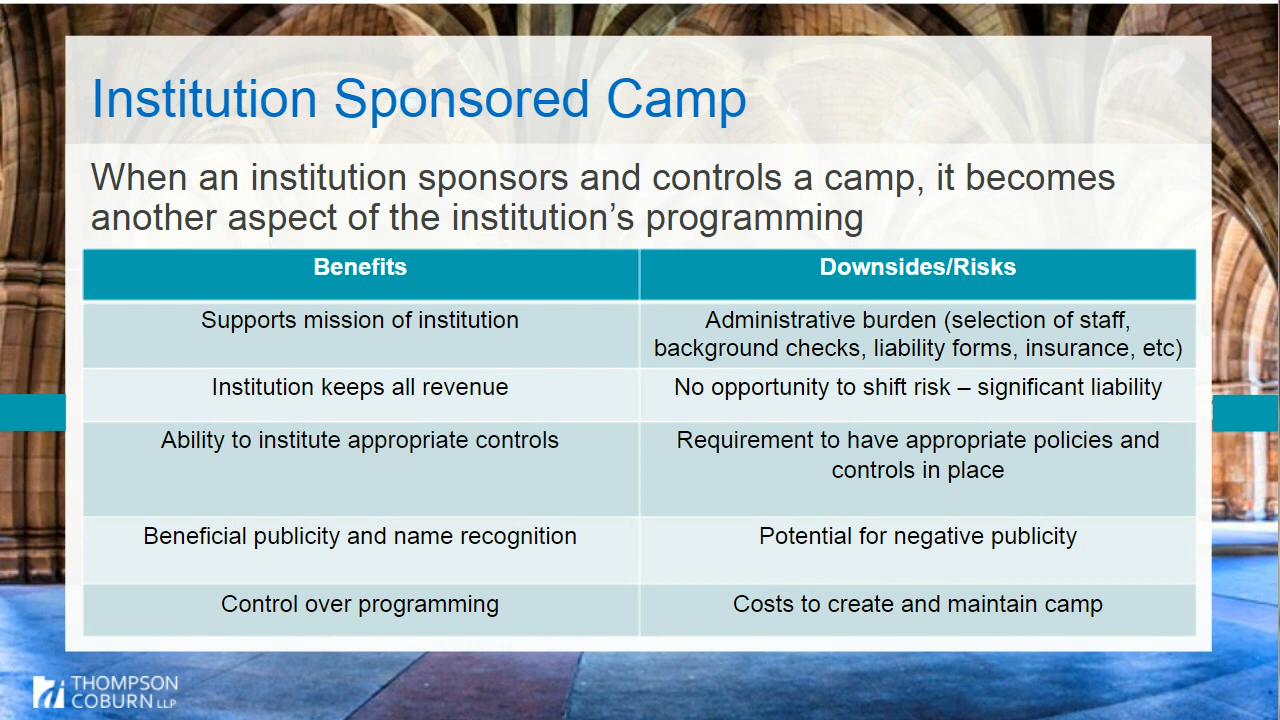 Institution Sponsored Camp
When an institution sponsors and controls a camp, it becomes
another aspect of the institution’s programming
Benefits
Downsides/Risks
Supports mission of institution
Administrative burden (selection of staff,
background checks, liability forms, insurance, etc)
Institution keeps all revenue
No opportunity to shift risk – significant liability
Ability to institute appropriate controls
Requirement to have appropriate policies and
controls in place
Beneficial publicity and name recognition
Potential for negative publicity
Control over programming
Costs to create and maintain camp
THOMPSON
COBURN LLP